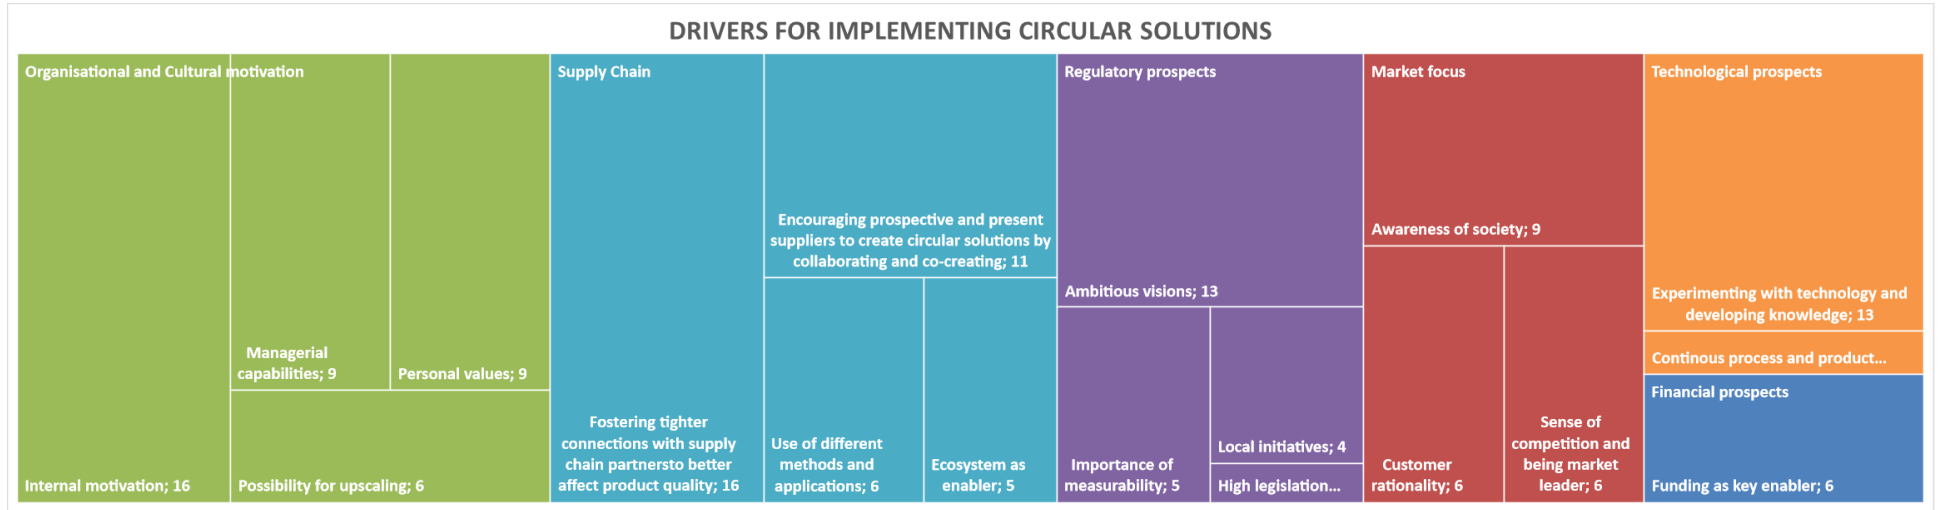 DRIVERS FOR IMPLEMENTING CIRCULAR SOLUTIONS
Organisational and Cultural motivation
Internal motivation; 16
Managerial
capabilities; 9
Personal values; 9
Possibility for upscaling; 6
Supply Chain
Fostering tighter
connections with supply
chain partnersto better
affect product quality; 16
Encouraging prospective and present
suppliers to create circular solutions by
collaborating and co-creating; 11
Use of different
methods and
applications; 6
Ecosystem as
enabler; 5
Regulatory prospects
Ambitious visions; 13
Importance of
measurability; 5
Local initiatives; 4
High legislation...
Market focus
Awareness of society; 9
Customer
rationality; 6
Sense of
competition and
being market
leader; 6
Technological prospects
Experimenting with technology and
developing knowledge; 13
Continous process and product...
Financial prospects
Funding as key enabler; 6